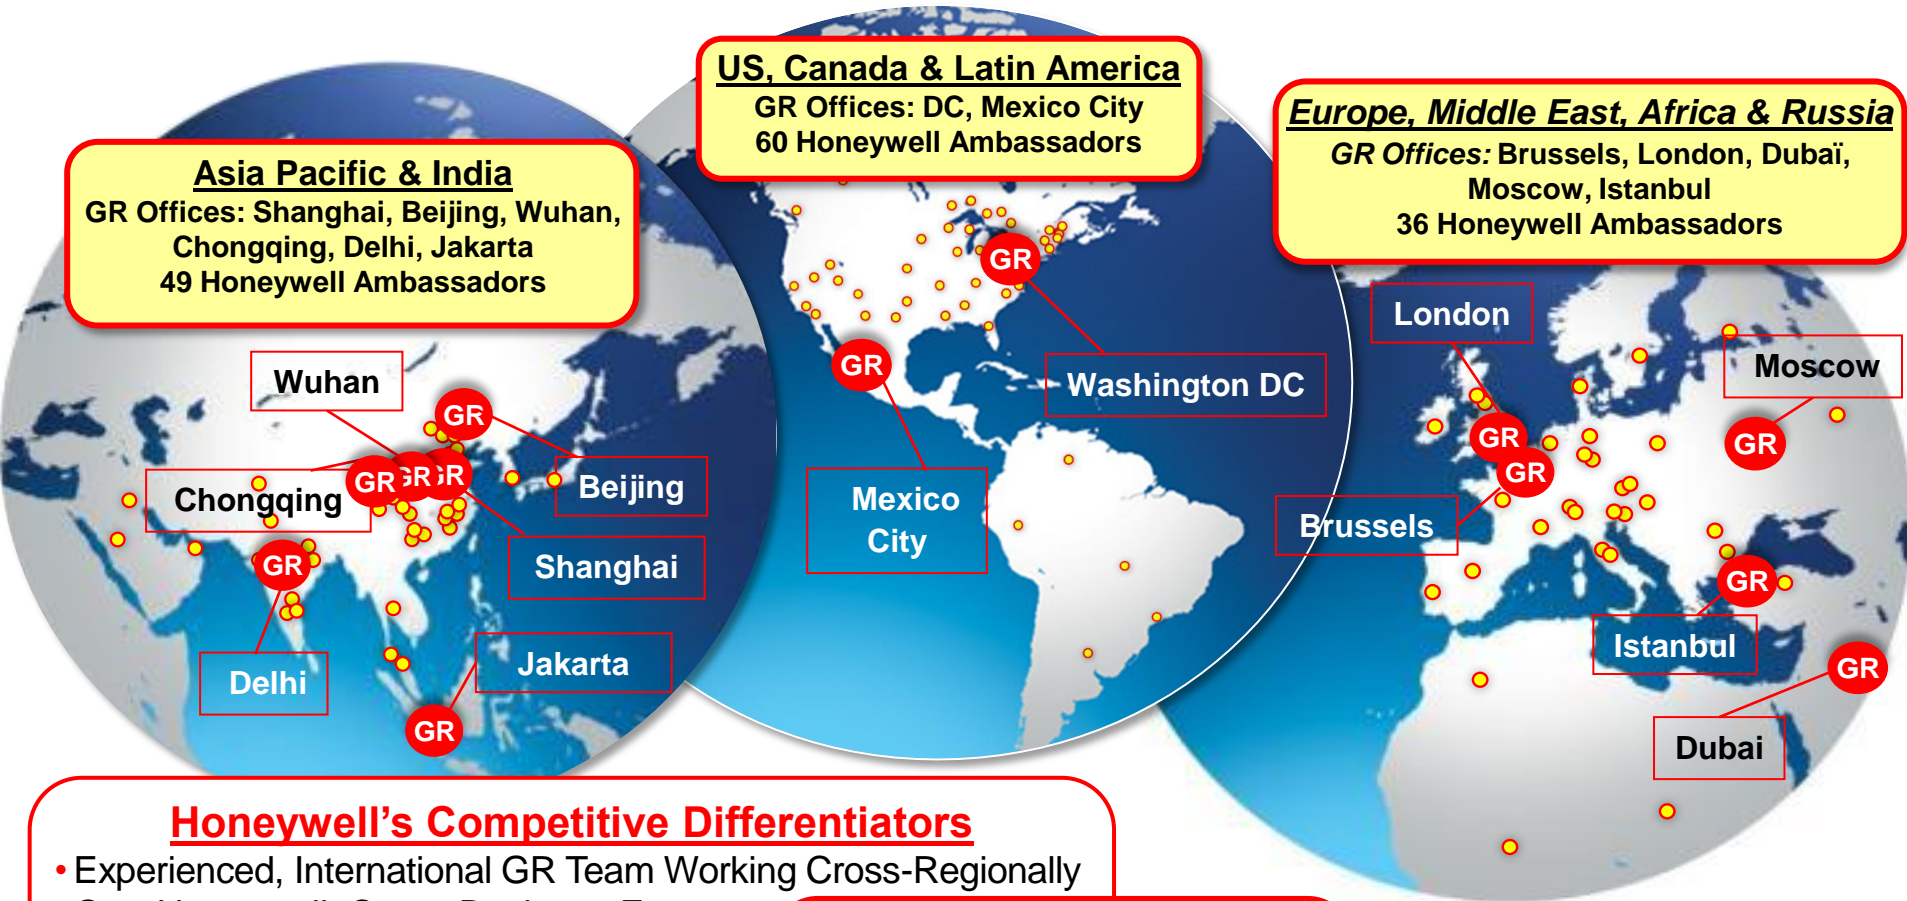 US, Canada & Latin America
GR Offices: DC, Mexico City
60 Honeywell Ambassadors
Europe, Middle East, Africa & Russia
GR Offices: Brussels, London, Dubaï,
Moscow, Istanbul
36 Honeywell Ambassadors
Asia Pacific & India
GR Offices: Shanghai, Beijing, Wuhan,
Chongqing, Delhi, Jakarta
49 Honeywell Ambassadors
Wuhan
GR
Beijing
GR
GR
GR
Chongqing
Shanghai
GR
Delhi
Jakarta
GR
GR
Washington DC
GR
Mexico
City
London
Moscow
GR
GR
GR
Brussels
GR
Istanbul
GR
Dubai
Honeywell’s Competitive Differentiators
• Experienced, International GR Team Working Cross-Regionally